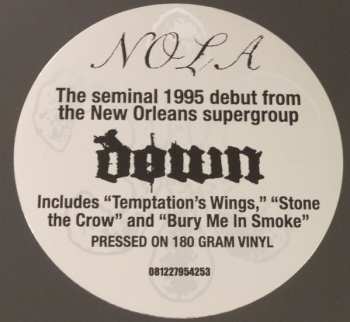 NOLA
The seminal 1995 debut from
the New Orleans supergroup
down
Includes “Temptation’s Wings,” “Stone
the Crow” and “Bury Me In Smoke”
PRESSED ON 180 GRAM VINYL
081227954253